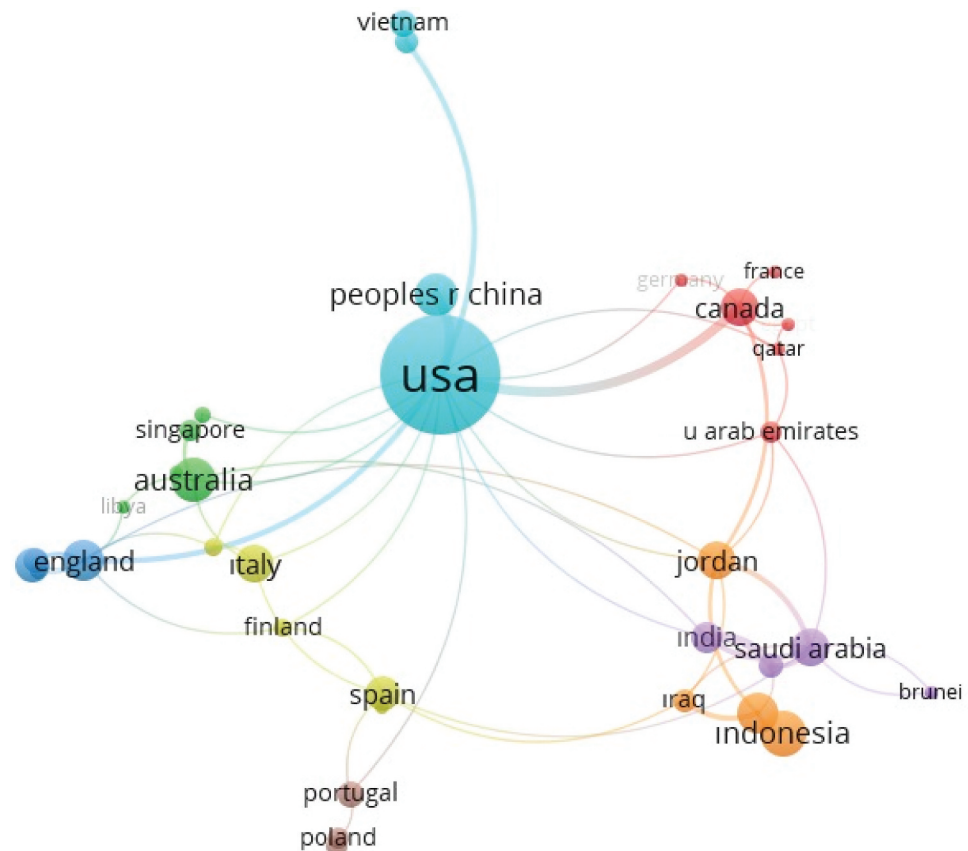 vietnam
germany
france
peoples r china
canada
qatar
usa
singapore
u arab emirates
australia
libya
england
ıtaly
jordan
finland
ındia
saudi arabia
spain
ıraq
brunei
ındonesia
portugal
poland